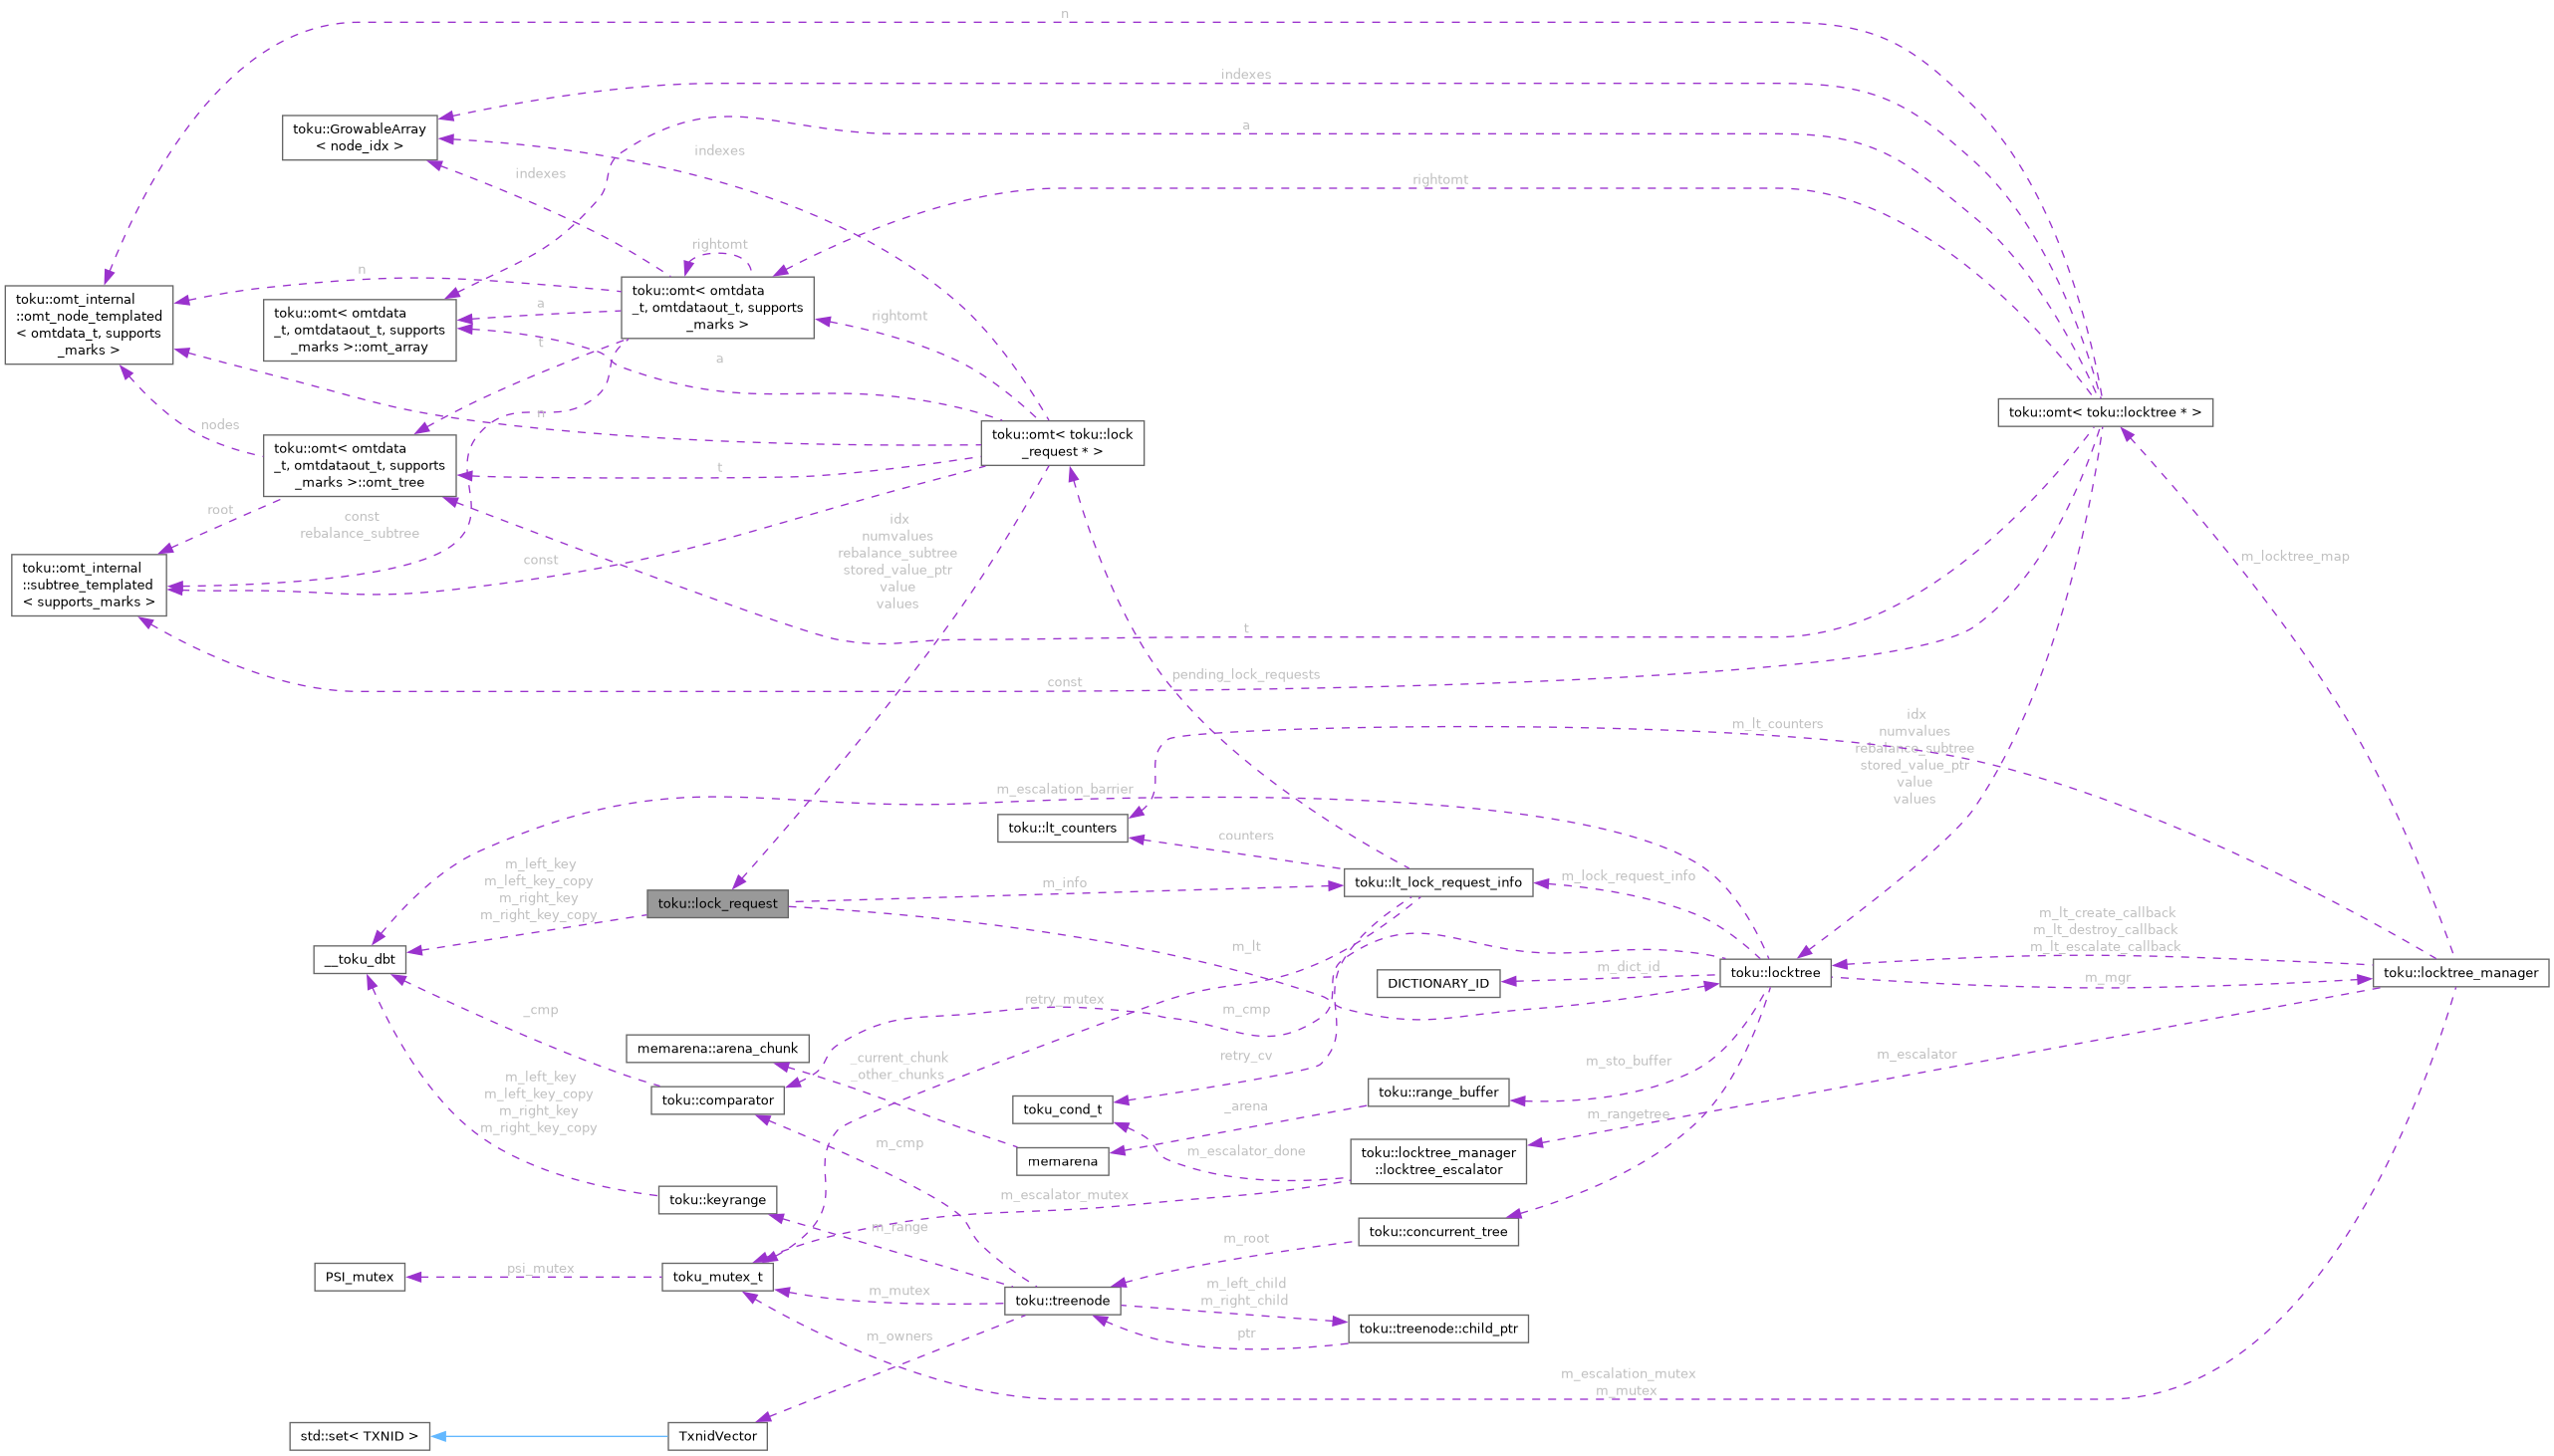 n
indexes
a
toku::GrowableArray
< node_idx >
indexes
indexes
rightomt
rightomt
n
toku::omt_internal
::omt_node_templated
< omtdata_t, supports
_marks >
toku::omt< omtdata
_t, omtdataout_t, supports
_marks >::omt_array
a
toku::omt< omtdata
_t, omtdataout_t, supports
_marks >
rightomt
t
a
n
nodes
toku::omt< omtdata
_t, omtdataout_t, supports
_marks >::omt_tree
t
toku::omt< toku::lock
_request * >
toku::omt< toku::locktree * >
root
const
rebalance_subtree
const
idx
numvalues
rebalance_subtree
stored_value_ptr
value
values
toku::omt_internal
::subtree_templated
< supports_marks >
m_locktree_map
t
const
pending_lock_requests
m_lt_counters
idx
numvalues
rebalance_subtree
stored_value_ptr
value
values
m_escalation_barrier
toku::lt_counters
counters
m_left_key
m_left_key_copy
m_right_key
m_right_key_copy
toku::lock_request
m_info
toku::lt_lock_request_info
m_lock_request_info
m_lt_create_callback
m_lt_destroy_callback
m_lt_escalate_callback
__toku_dbt
m_lt
DICTIONARY_ID
m_dict_id
toku::locktree
m_mgr
toku::locktree_manager
_cmp
retry_mutex
m_cmp
memarena::arena_chunk
_current_chunk
_other_chunks
retry_cv
m_sto_buffer
m_escalator
m_left_key
m_left_key_copy
m_right_key
m_right_key_copy
toku::comparator
toku_cond_t
_arena
toku::range_buffer
m_rangetree
m_cmp
memarena
m_escalator_done
toku::locktree_manager
::locktree_escalator
toku::keyrange
m_escalator_mutex
m_range
toku::concurrent_tree
m_root
PSI_mutex
psi_mutex
toku_mutex_t
m_mutex
toku::treenode
m_left_child
m_right_child
ptr
toku::treenode::child_ptr
m_owners
m_escalation_mutex
m_mutex
std::set< TXNID >
TxnidVector